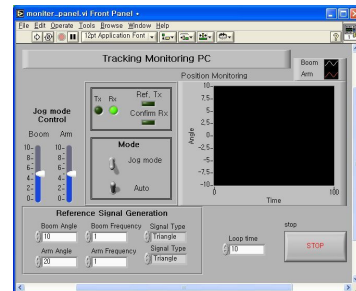 moniter_panel.vi Front Panel
File Edit Operate Tools Browse Window Help
12pt Application Font
Tracking Monitoring PC
Position Monitoring
Boom
Arm
Tx Rx
Ref. Tx
Confirm Rx
Jog mode
Control
Boom Arm
10- 10-
8- 8-
6- 6-
4- 4-
2- 2-
0- 0-
Mode
Jog mode
Auto
Angle
10-
7.5-
5-
2.5-
0-
-2.5-
-5-
-7.5-
-10-
0 100
Time
Reference Signal Generation
Boom Angle Boom Frequency Signal Type
10 1 Triangle
Arm Angle Arm Frequency Signal Type
20 1 Triangle
Loop time
10
stop
STOP